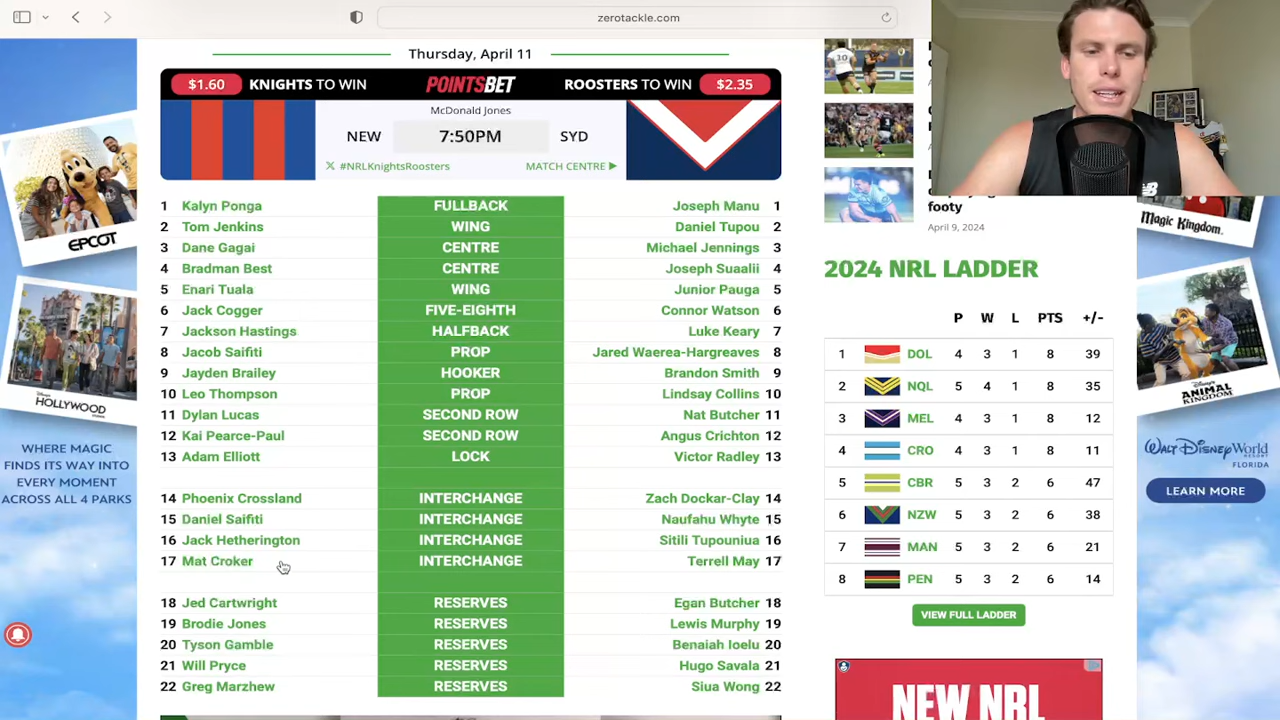 zerotackle.com
Thursday, April 11
$1.60 KNIGHTS TO WIN POINTSBET ROOSTERS TO WIN $2.35
McDonald Jones
NEW 7:50PM SYD
#NRLKnightsRoosters MATCH CENTRE
1 Kalyn Ponga FULLBACK Joseph Manu 1
2 Tom Jenkins WING Daniel Tupou 2
3 Dane Gagai CENTRE Michael Jennings 3
4 Bradman Best CENTRE Joseph Suaalii 4
5 Enari Tuala WING Junior Pauga 5
6 Jack Cogger FIVE-EIGHTH Connor Watson 6
7 Jackson Hastings HALFBACK Luke Keary 7
8 Jacob Saifiti PROP Jared Waerea-Hargreaves 8
9 Jayden Brailey HOOKER Brandon Smith 9
10 Leo Thompson PROP Lindsay Collins 10
11 Dylan Lucas SECOND ROW Nat Butcher 11
12 Kai Pearce-Paul SECOND ROW Angus Crichton 12
13 Adam Elliott LOCK Victor Radley 13
14 Phoenix Crossland INTERCHANGE Zach Dockar-Clay 14
15 Daniel Saifiti INTERCHANGE Naufahu Whyte 15
16 Jack Hetherington INTERCHANGE Sitili Tupouniua 16
17 Mat Croker INTERCHANGE Terrell May 17
18 Jed Cartwright RESERVES Egan Butcher 18
19 Brodie Jones RESERVES Lewis Murphy 19
20 Tyson Gamble RESERVES Benaiah Ioelu 20
21 Will Pryce RESERVES Hugo Savala 21
22 Greg Marzhew RESERVES Siua Wong 22
footy
April 9, 2024
2024 NRL LADDER
P W L PTS +/-
1 DOL 4 3 1 8 39
2 NQL 5 4 1 8 35
3 MEL 4 3 1 8 12
4 CRO 4 3 1 8 11
5 CBR 5 3 2 6 47
6 NZW 5 3 2 6 38
7 MAN 5 3 2 6 21
8 PEN 5 3 2 6 14
VIEW FULL LADDER
NEW NRL
EPCOT
DISNEY'S
HOLLYWOOD
STUDIOS
WHERE MAGIC
FINDS ITS WAY INTO
EVERY MOMENT
ACROSS ALL 4 PARKS
Magic Kingdom
DISNEY'S
ANIMAL
KINGDOM
WALT DISNEY World
RESORT
FLORIDA
LEARN MORE